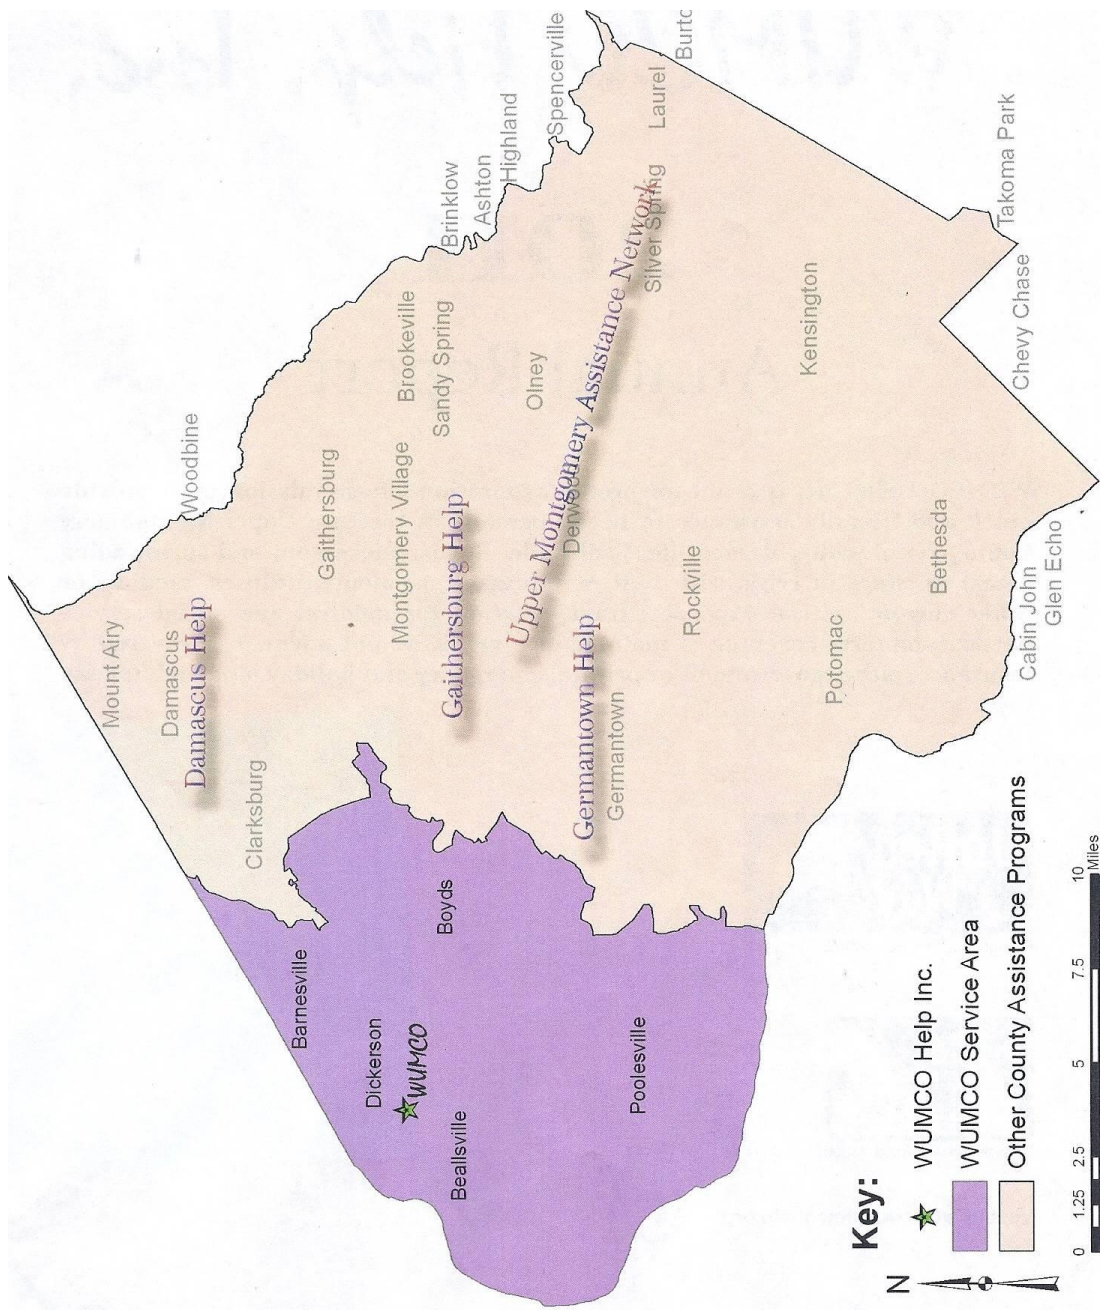 Mount Airy
Damascus
Woodbine
Damascus Help
Clarksburg
Barnesville
Gaithersburg
Dickerson
Montgomery Village
Brookeville
WUMCO
Sandy Spring
Boyds
Brinklow
Gaithersburg Help
Beallsville
Ashton
Highland
Olney
Spencerville
Upper Montgomery Assistance Network
Derwood
Germantown Help
Germantown
Poolesville
Silver Spring
Laurel
Rockville
Kensington
Potomac
Bethesda
Takoma Park
Chevy Chase
Cabin John
Glen Echo
Key:
N
WUMCO Help Inc.
WUMCO Service Area
Other County Assistance Programs
0 1.25 2.5 5 7.5 10
Miles